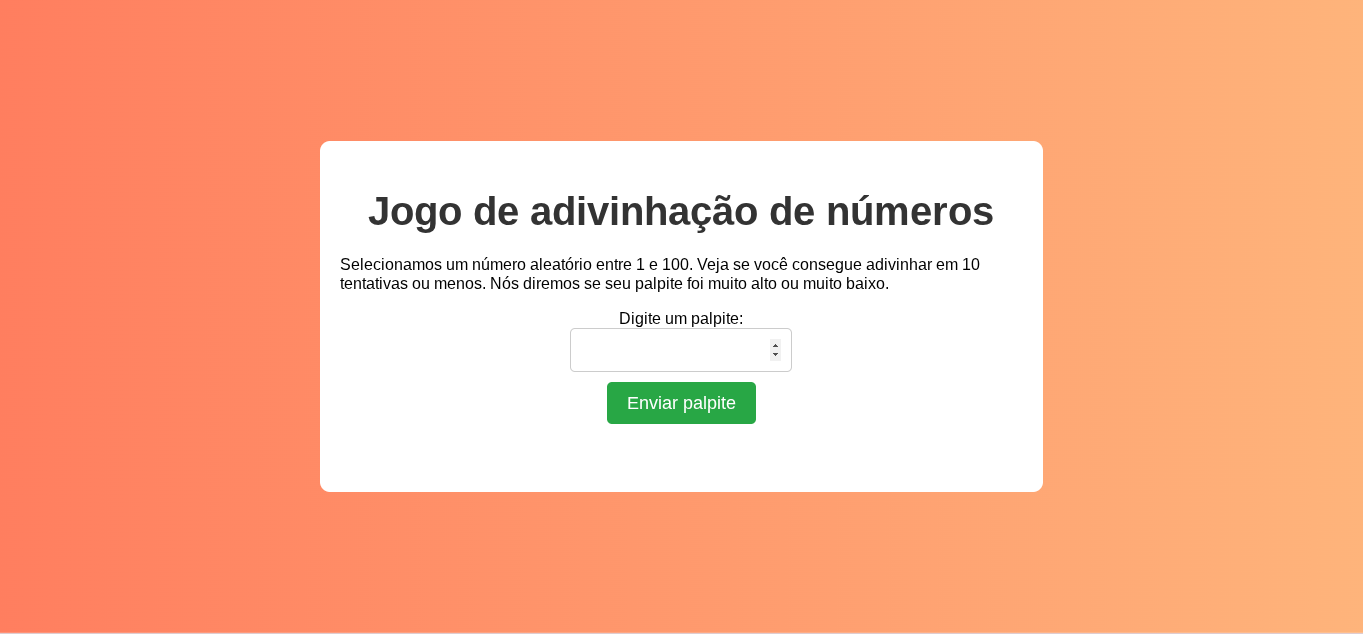 Jogo de adivinhação de números
Selecionamos um número aleatório entre 1 e 100. Veja se você consegue adivinhar em 10
tentativas ou menos. Nós diremos se seu palpite foi muito alto ou muito baixo.
Digite um palpite:
Enviar palpite